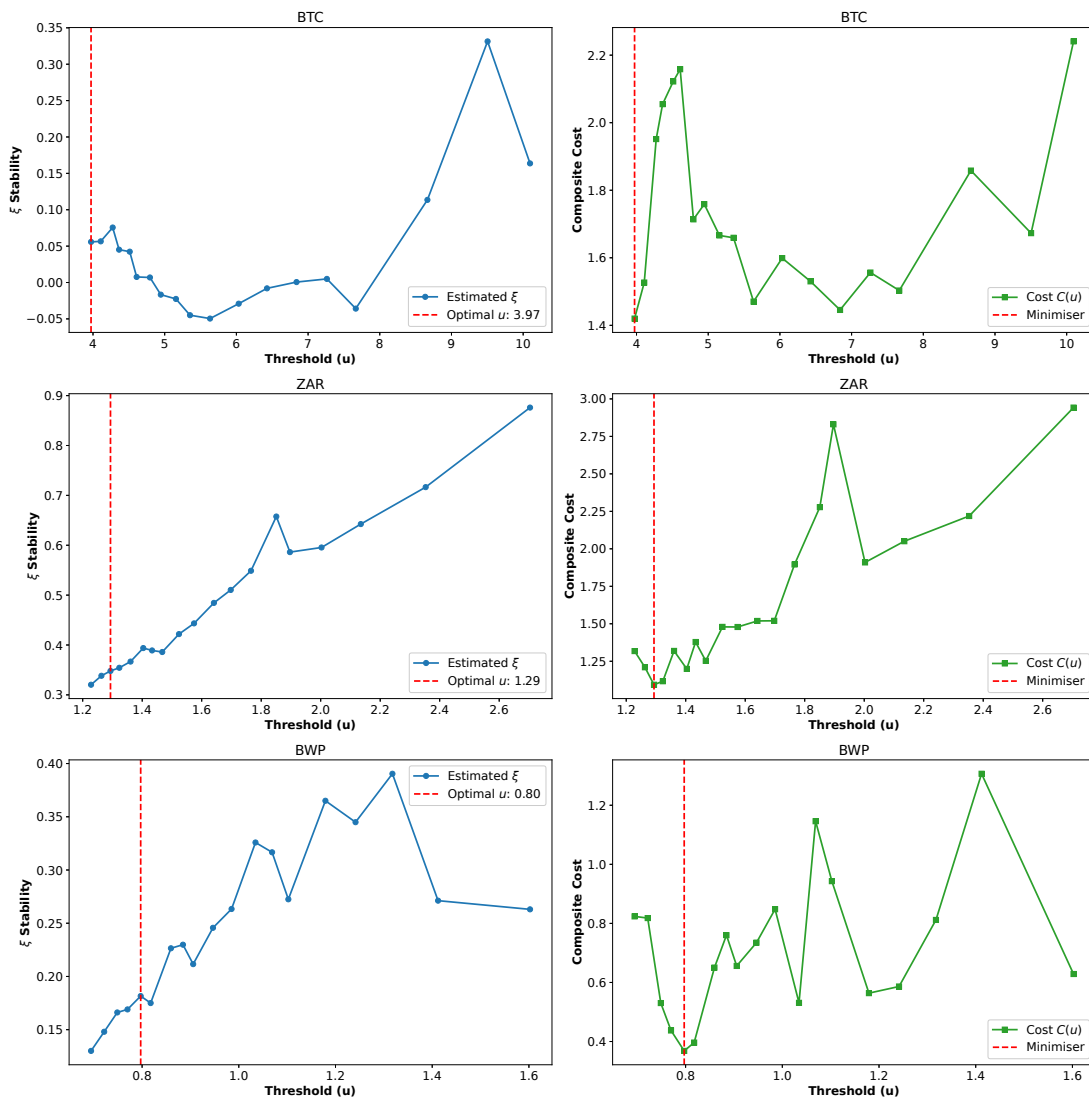 BTC
0.35
0.30
0.25
0.20
0.15
0.10
0.05
0.00
−0.05
ξ Stability
4
5
6
7
8
9
10
Threshold (u)
Estimated ξ
Optimal u: 3.97
BTC
2.2
2.0
1.8
1.6
1.4
Composite Cost
4
5
6
7
8
9
10
Threshold (u)
Cost C(u)
Minimiser
ZAR
0.9
0.8
0.7
0.6
0.5
0.4
0.3
ξ Stability
1.2
1.4
1.6
1.8
2.0
2.2
2.4
2.6
Threshold (u)
Estimated ξ
Optimal u: 1.29
ZAR
3.00
2.75
2.50
2.25
2.00
1.75
1.50
1.25
Composite Cost
1.2
1.4
1.6
1.8
2.0
2.2
2.4
2.6
Threshold (u)
Cost C(u)
Minimiser
BWP
0.40
0.35
0.30
0.25
0.20
0.15
ξ Stability
0.8
1.0
1.2
1.4
1.6
Threshold (u)
Estimated ξ
Optimal u: 0.80
BWP
1.2
1.0
0.8
0.6
0.4
Composite Cost
0.8
1.0
1.2
1.4
1.6
Threshold (u)
Cost C(u)
Minimiser